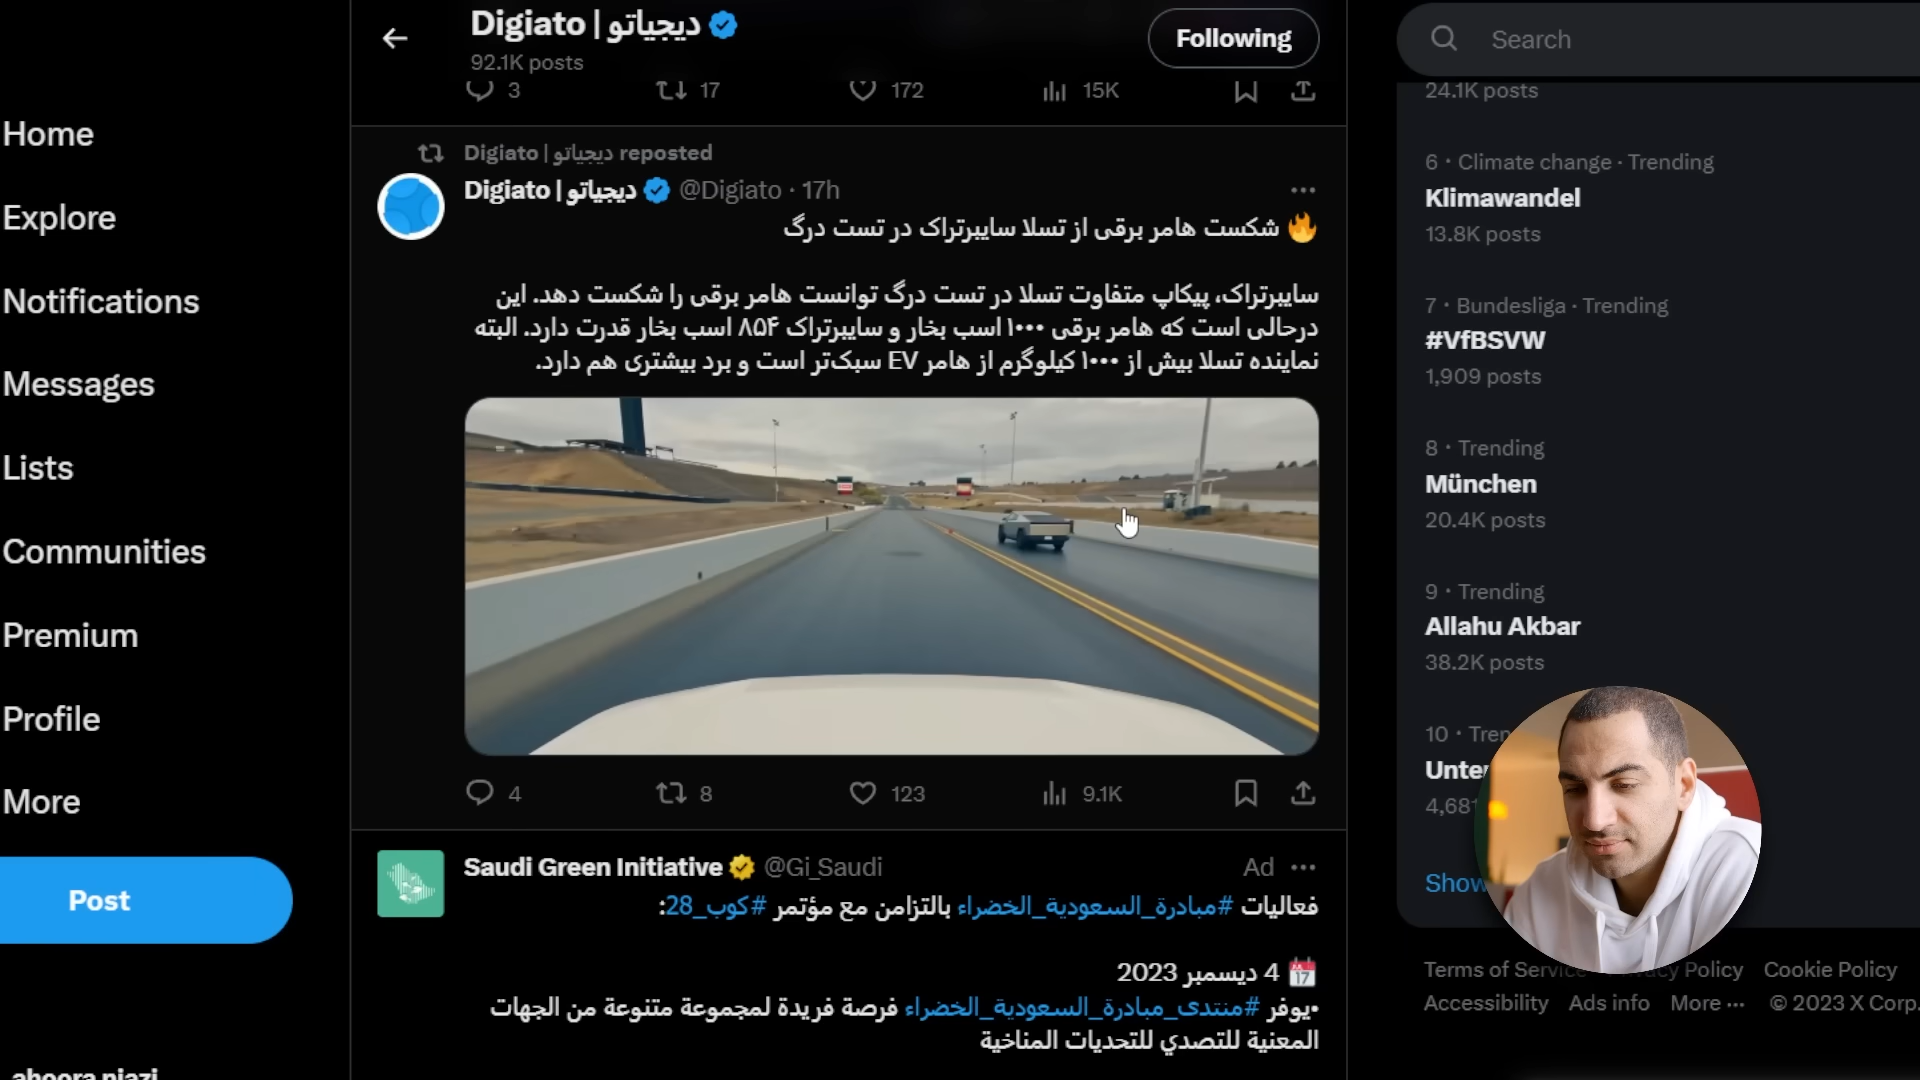 Digiato | دیجیاتو
92.1K posts
Following
Search
3
17
172
15K
24.1K posts
Home
Explore
Notifications
Messages
Lists
Communities
Premium
Profile
More
Post
Digiato | دیجیاتو reposted
Digiato | دیجیاتو @Digiato · 17h
🔥 شکست هامر برقی از تسلا سایبرتراک در تست درگ
سایبرتراک، پیکاپ متفاوت تسلا در تست درگ توانست هامر برقی را شکست دهد. این
درحالی است که هامر برقی ۱۰۰۰ اسب بخار و سایبرتراک ۸۵۴ اسب بخار قدرت دارد. البته
نماینده تسلا بیش از ۱۰۰۰ کیلوگرم از هامر EV سبک‌تر است و برد بیشتری هم دارد.
4
8
123
9.1K
Saudi Green Initiative @Gi_Saudi
Ad
فعاليات #مبادرة_السعودية_الخضراء بالتزامن مع مؤتمر #كوب_28:
📅 4 ديسمبر 2023
•يوفر #منتدى_مبادرة_السعودية_الخضراء فرصة فريدة لمجموعة متنوعة من الجهات
المعنية للتصدي للتحديات المناخية
6 · Climate change · Trending
Klimawandel
13.8K posts
7 · Bundesliga · Trending
#VfBSVW
1,909 posts
8 · Trending
München
20.4K posts
9 · Trending
Allahu Akbar
38.2K posts
10 ·
4,681
Show
Terms of Service
Policy
Cookie Policy
Accessibility
Ads info
More ···
© 2023 X Corp.
ahoora niazi